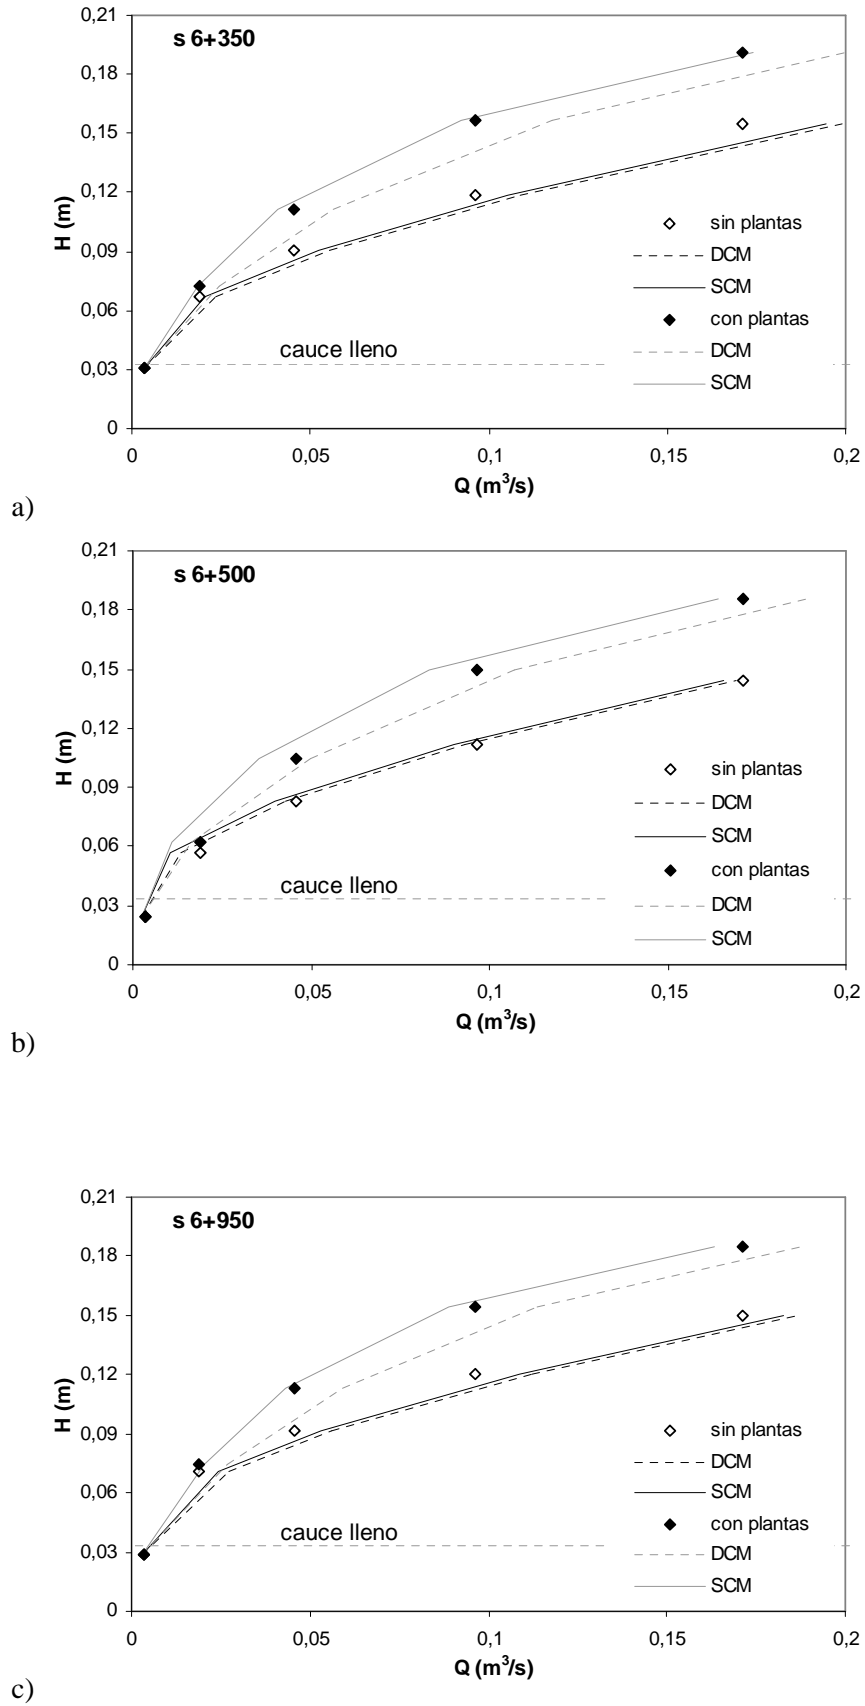 s 6+350
0,21
0,18
0,15
0,12
0,09
0,06
0,03
0
H (m)
cauce lleno
sin plantas
DCM
SCM
con plantas
DCM
SCM
0 0,05 0,1 0,15 0,2
Q (m³/s)
a)
s 6+500
0,21
0,18
0,15
0,12
0,09
0,06
0,03
0
H (m)
cauce lleno
sin plantas
DCM
SCM
con plantas
DCM
SCM
0 0,05 0,1 0,15 0,2
Q (m³/s)
b)
s 6+950
0,21
0,18
0,15
0,12
0,09
0,06
0,03
0
H (m)
cauce lleno
sin plantas
DCM
SCM
con plantas
DCM
SCM
0 0,05 0,1 0,15 0,2
Q (m³/s)
c)